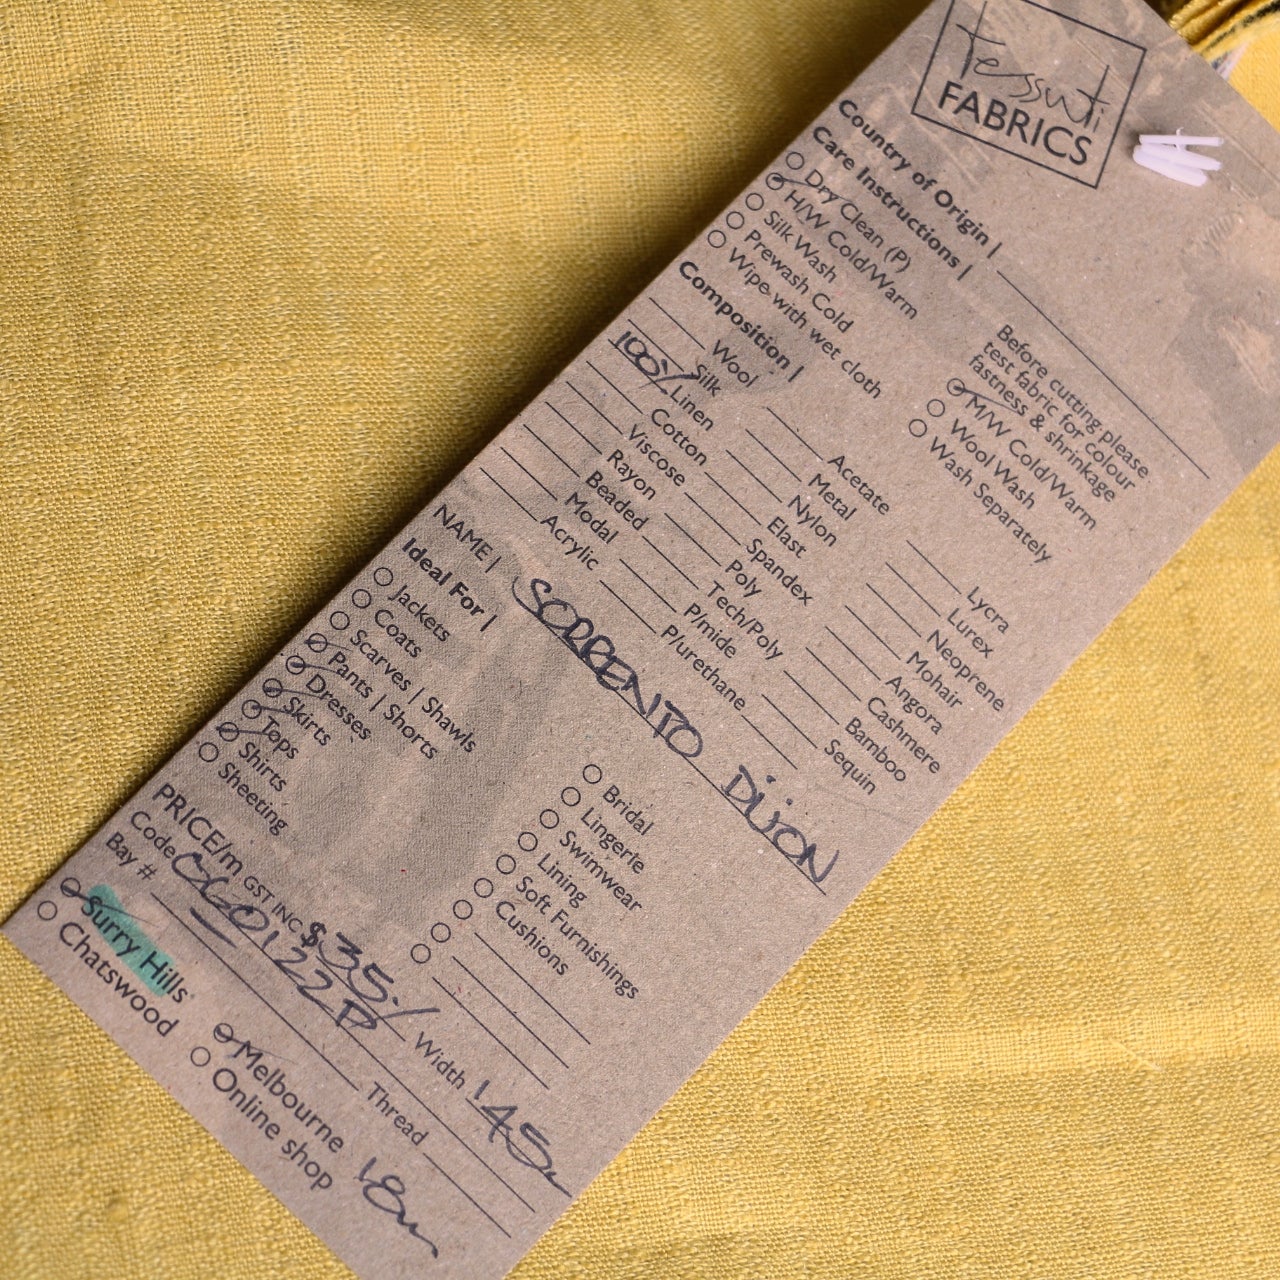 Tessuti
FABRICS
Country of Origin |
Care Instructions |
Dry Clean (P)
H/W Cold/Warm
Silk Wash
Prewash Cold
Wipe with wet cloth
Before cutting please
test fabric for colour
fastness & shrinkage
M/W Cold/Warm
Wool Wash
Wash Separately
Composition |
Wool
Silk
100% Linen
Cotton
Viscose
Rayon
Beaded
Modal
Acrylic
Acetate
Metal
Nylon
Elast
Spandex
Poly
Tech/Poly
P/mide
P/urethane
Lycra
Lurex
Neoprene
Mohair
Angora
Cashmere
Bamboo
Sequin
NAME | SORRENTO DIJON
Ideal For |
Jackets
Coats
Scarves | Shawls
Pants | Shorts
Dresses
Skirts
Tops
Shirts
Sheeting
Bridal
Lingerie
Swimwear
Lining
Soft Furnishings
Cushions
PRICE/m GST INC $35. Width 145
Code
Bay #
Thread
Surry Hills
Chatswood
Melbourne 18m
Online shop